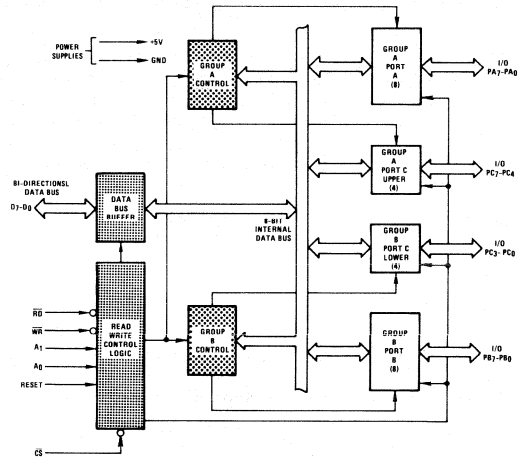 POWER
SUPPLIES
+5V
GND
GROUP
A
CONTROL
GROUP
A
PORT
A
(8)
I/O
PA7-PA0
GROUP
A
PORT C
UPPER
(4)
I/O
PC7-PC4
BI-DIRECTIONSL
DATA BUS
D7-D0
DATA
BUS
BUFFER
8-BIT
INTERNAL
DATA BUS
GROUP
B
PORT C
LOWER
(4)
I/O
PC3-PC0
RD
WR
A1
A0
RESET
READ
WRITE
CONTROL
LOGIC
GROUP
B
CONTROL
GROUP
B
PORT
B
(8)
I/O
PB7-PB0
CS